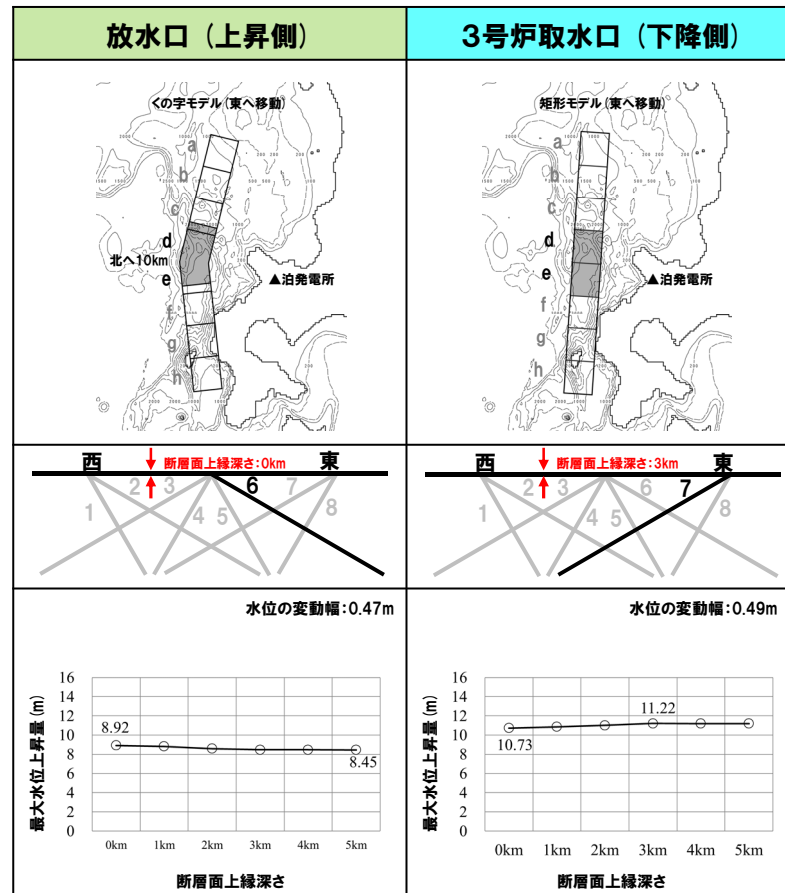 放水口（上昇側）
3号炉取水口（下降側）
くの字モデル（東へ移動）
a
b
c
d
北へ10km
e
f
g
h
▲泊発電所
矩形モデル（東へ移動）
a
b
c
d
e
f
g
h
▲泊発電所
西
断層面上縁深さ:0km
東
1 2 3 4 5 6 7 8
西
断層面上縁深さ:3km
東
1 2 3 4 5 6 7 8
水位の変動幅:0.47m
最大水位上昇量(m)
16
14
12
10
8
6
4
2
0
8.92
8.45
0km 1km 2km 3km 4km 5km
断層面上縁深さ
水位の変動幅:0.49m
最大水位上昇量(m)
16
14
12
10
8
6
4
2
0
10.73
11.22
0km 1km 2km 3km 4km 5km
断層面上縁深さ